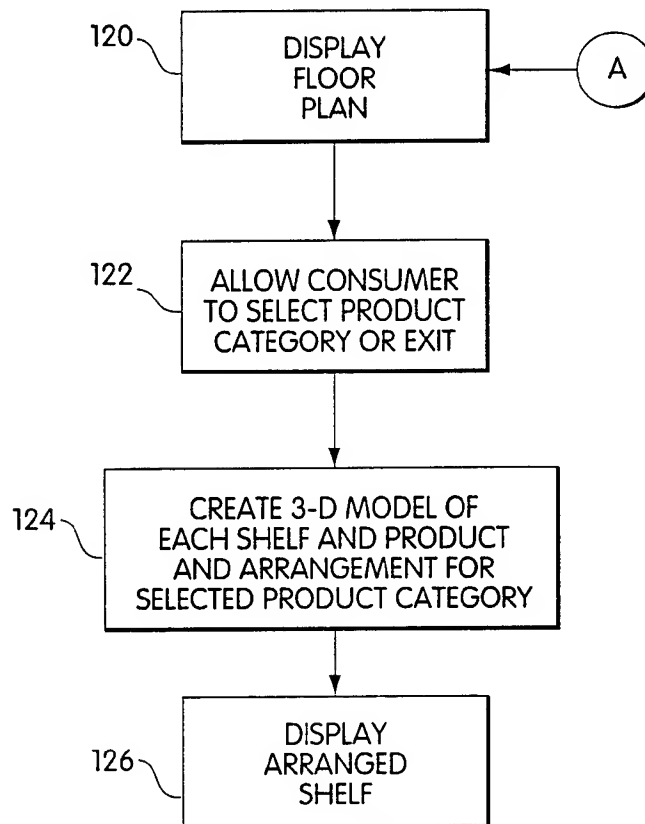 120
DISPLAY
FLOOR
PLAN
A
122
ALLOW CONSUMER
TO SELECT PRODUCT
CATEGORY OR EXIT
124
CREATE 3-D MODEL OF
EACH SHELF AND PRODUCT
AND ARRANGEMENT FOR
SELECTED PRODUCT CATEGORY
126
DISPLAY
ARRANGED
SHELF